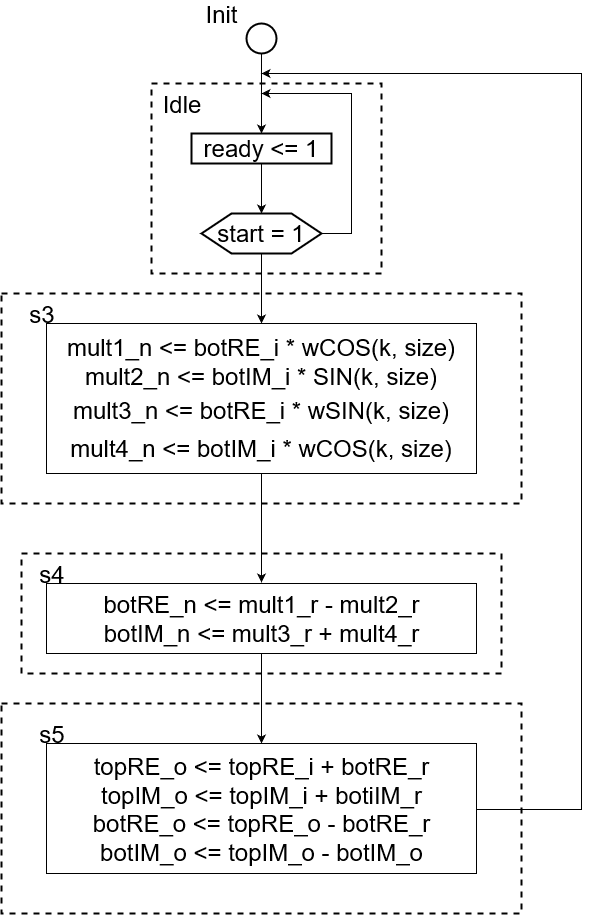 Init
Idle
ready <= 1
start = 1
s3
mult1_n <= botRE_i * wCOS(k, size)
mult2_n <= botIM_i * SIN(k, size)
mult3_n <= botRE_i * wSIN(k, size)
mult4_n <= botIM_i * wCOS(k, size)
s4
botRE_n <= mult1_r - mult2_r
botIM_n <= mult3_r + mult4_r
s5
topRE_o <= topRE_i + botRE_r
topIM_o <= topIM_i + botiIM_r
botRE_o <= topRE_o - botRE_r
botIM_o <= topIM_o - botIM_o